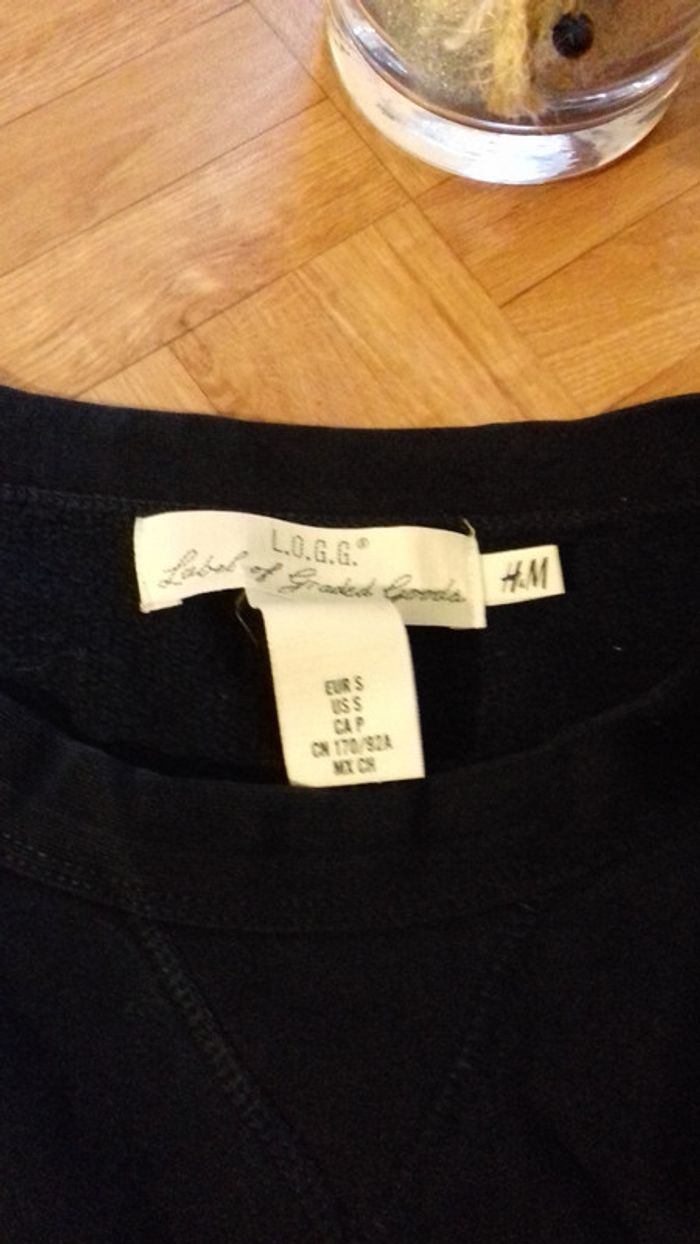 L.O.G.G.®
Label of Graded Goods
H&M
EUR S
US S
CA P
CN 170/92A
MX CH